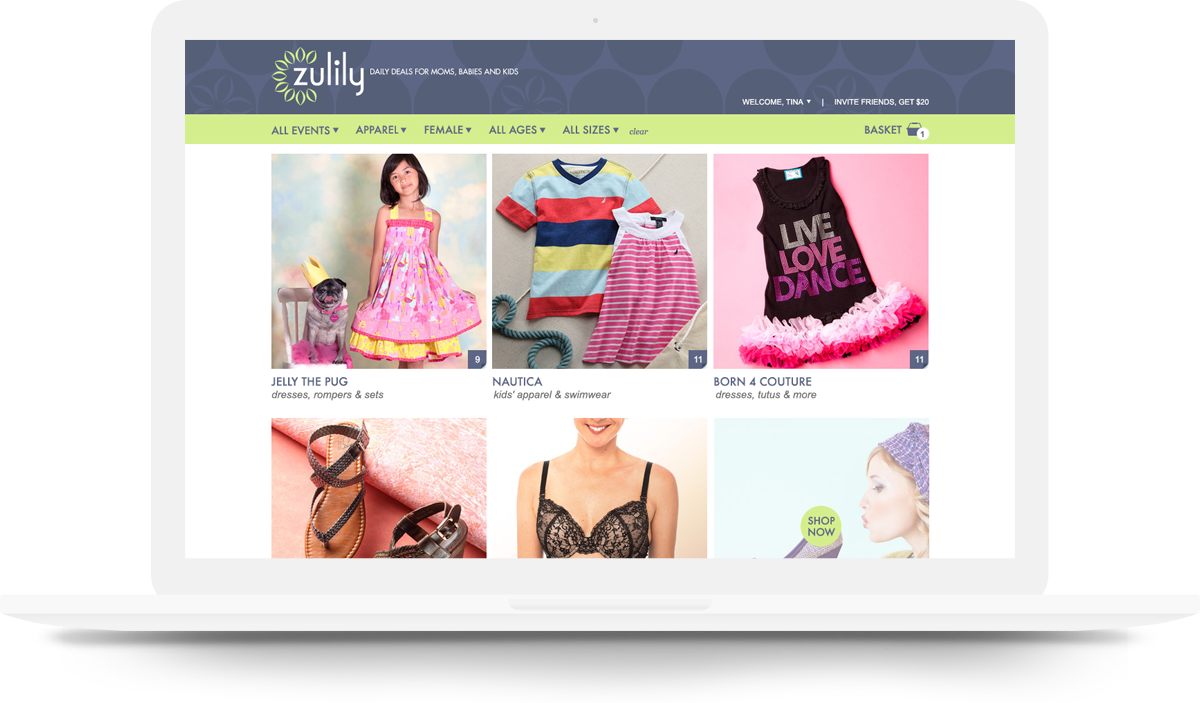 zulily
DAILY DEALS FOR MOMS, BABIES AND KIDS
WELCOME, TINA ▼ | INVITE FRIENDS, GET $20
ALL EVENTS ▼ APPAREL ▼ FEMALE ▼ ALL AGES ▼ ALL SIZES ▼ clear BASKET 1
LIVE
LOVE
DANCE
9
11
11
JELLY THE PUG
dresses, rompers & sets
NAUTICA
kids' apparel & swimwear
BORN 4 COUTURE
dresses, tutus & more
SHOP
NOW